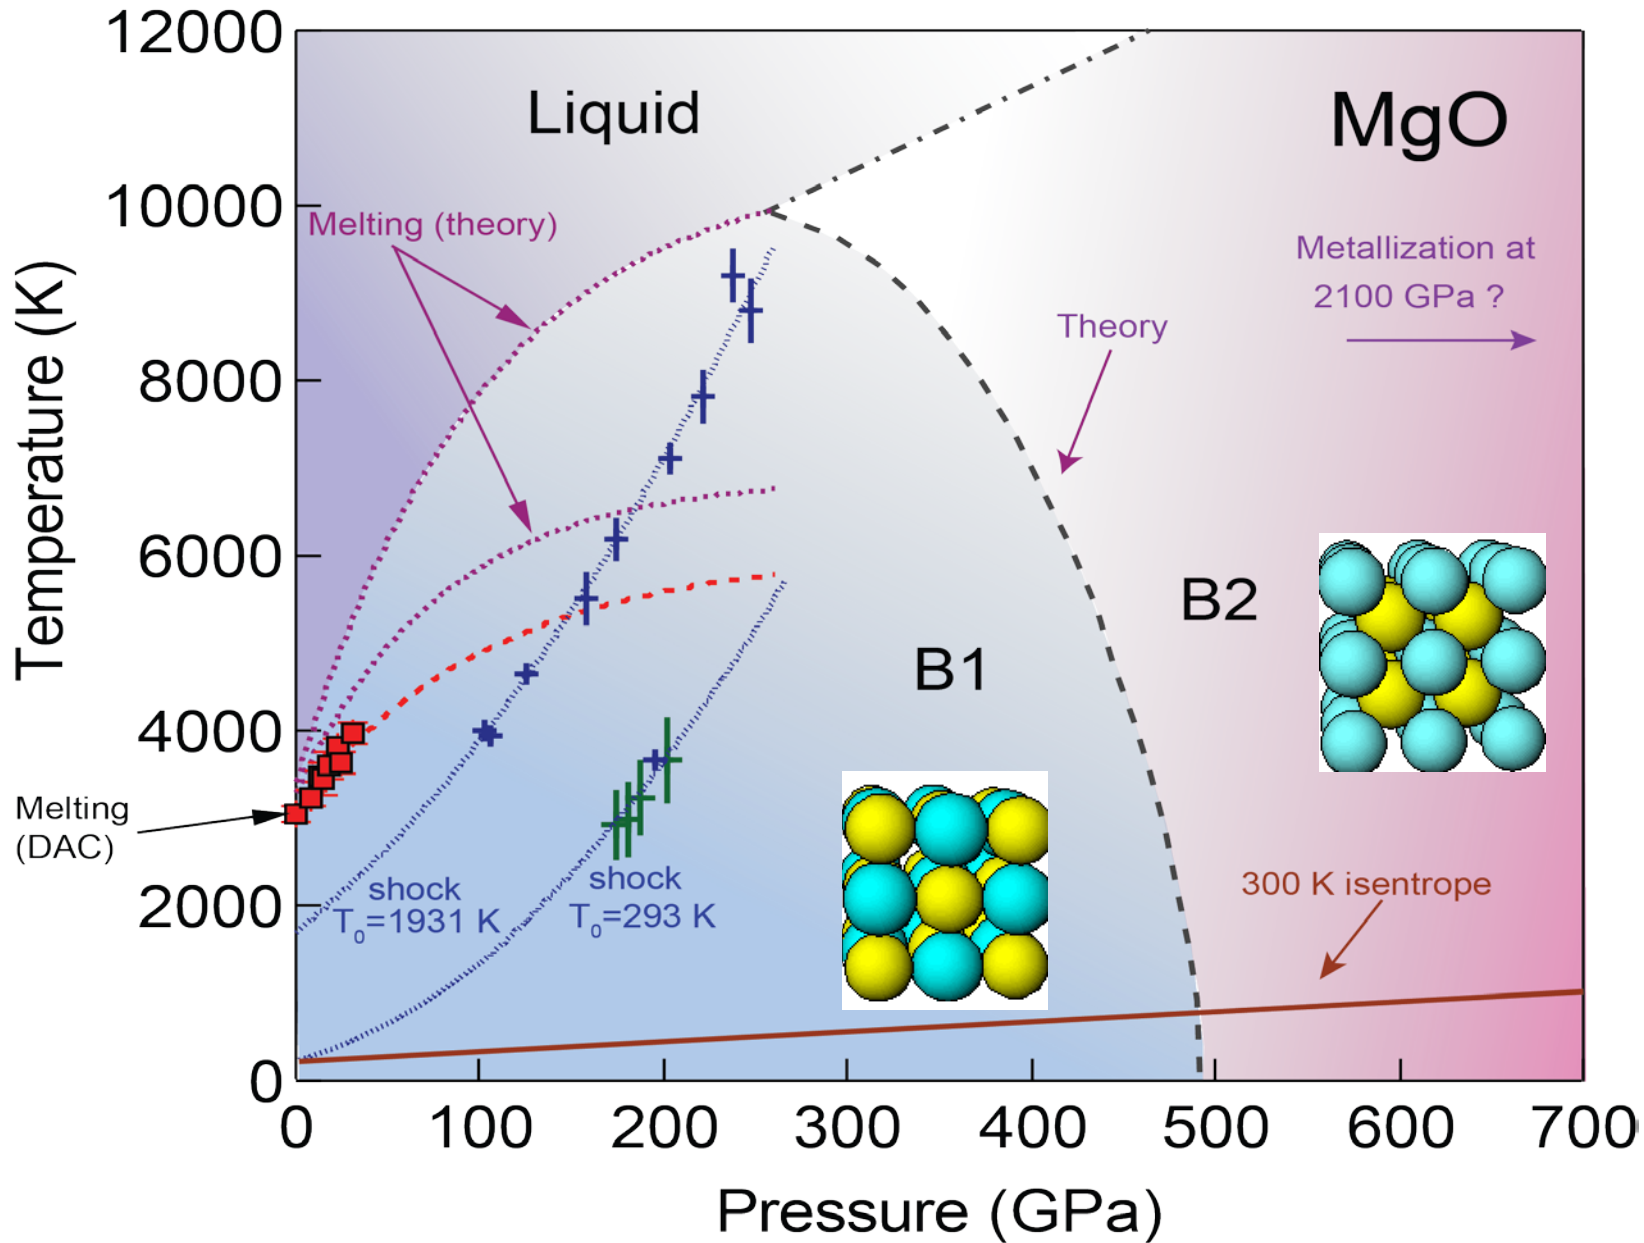 12000
10000
8000
6000
4000
2000
0
Temperature (K)
0
100
200
300
400
500
600
700
Pressure (GPa)
Liquid
MgO
Melting (theory)
Metallization at
2100 GPa ?
Theory
B2
B1
Melting
(DAC)
shock
T0=1931 K
shock
T0=293 K
300 K isentrope